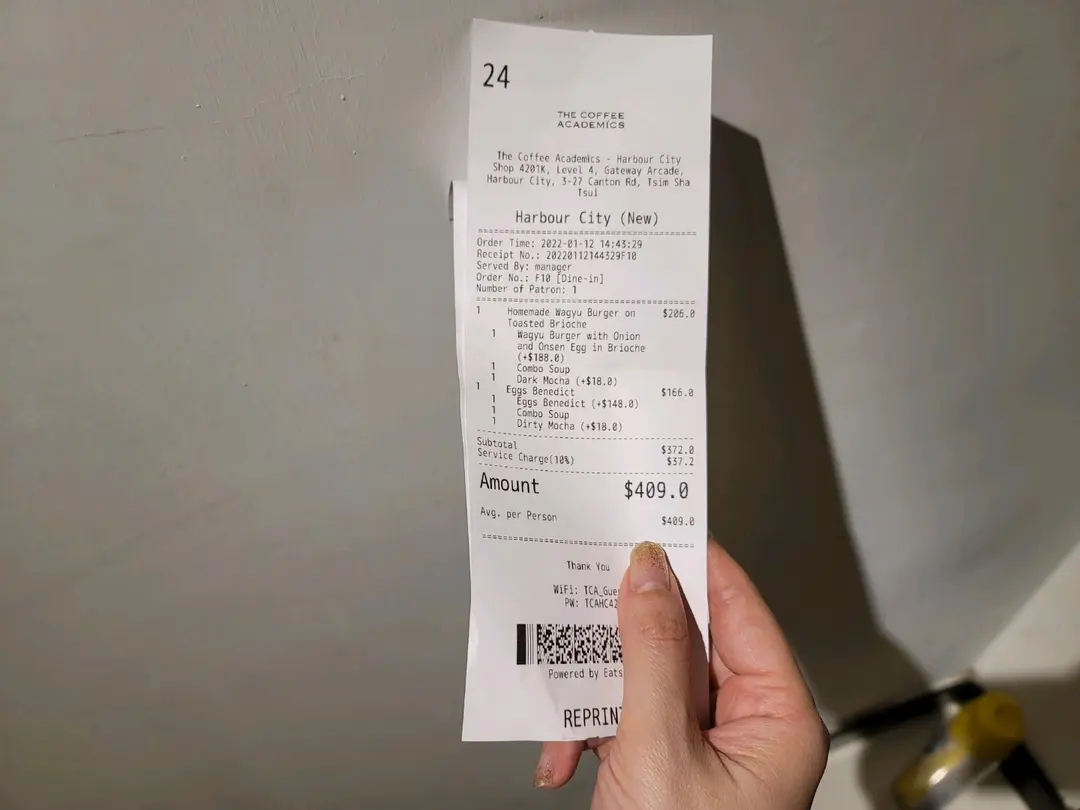 24
THE COFFEE
ACADEMÏCS
The Coffee Academics - Harbour City
Shop 4201K, Level 4, Gateway Arcade,
Harbour City, 3-27 Canton Rd, Tsim Sha
Tsui
Harbour City (New)
Order Time: 2022-01-12 14:43:29
Receipt No.: 20220112144329F10
Served By: manager
Order No.: F10 [Dine-in]
Number of Patron: 1
1 Homemade Wagyu Burger on $206.0
Toasted Brioche
1 Wagyu Burger with Onion
and Onsen Egg in Brioche
(+$188.0)
1 Combo Soup
1 Dark Mocha (+$18.0)
1 Eggs Benedict $166.0
1 Eggs Benedict (+$148.0)
1 Combo Soup
1 Dirty Mocha (+$18.0)
Subtotal $372.0
Service Charge(10%) $37.2
Amount $409.0
Avg. per Person $409.0
Thank You
WiFi:
PW:
Powered by